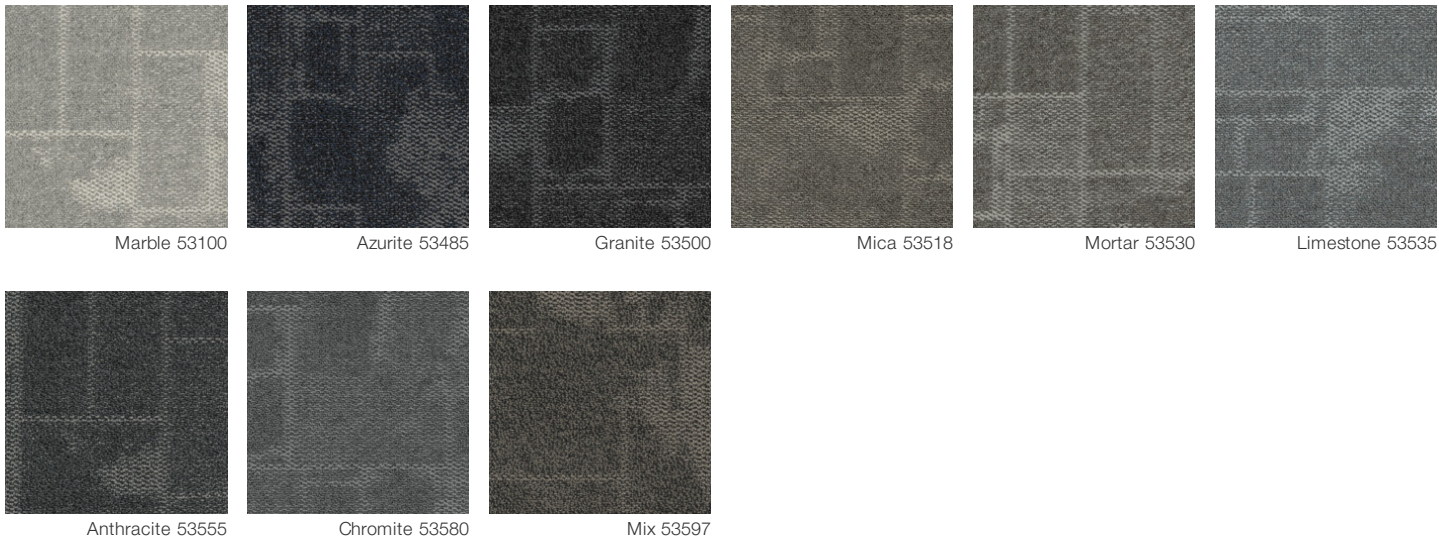 Marble 53100
Azurite 53485
Granite 53500
Mica 53518
Mortar 53530
Limestone 53535
Anthracite 53555
Chromite 53580
Mix 53597